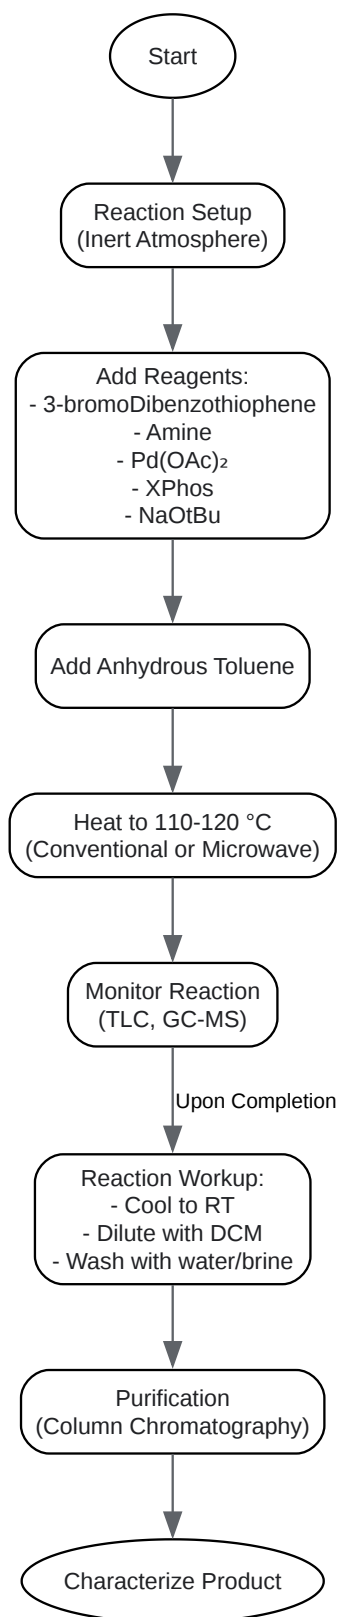 Start
Reaction Setup
(Inert Atmosphere)
Add Reagents:
- 3-bromoDibenzothiophene
- Amine
- Pd(OAc)₂
- XPhos
- NaOtBu
Add Anhydrous Toluene
Heat to 110-120 °C
(Conventional or Microwave)
Monitor Reaction
(TLC, GC-MS)
Upon Completion
Reaction Workup:
- Cool to RT
- Dilute with DCM
- Wash with water/brine
Purification
(Column Chromatography)
Characterize Product